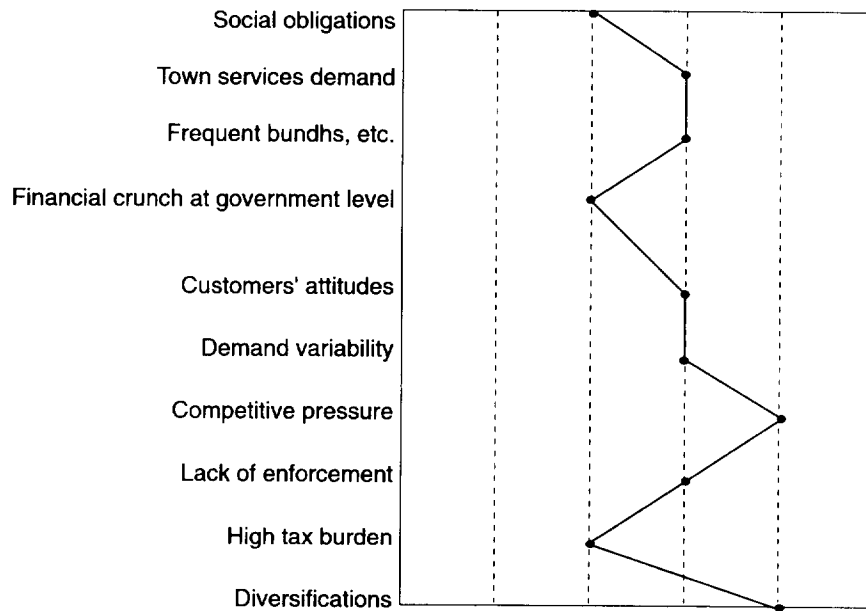 Social obligations
Town services demand
Frequent bundhs, etc.
Financial crunch at government level
Customers' attitudes
Demand variability
Competitive pressure
Lack of enforcement
High tax burden
Diversifications